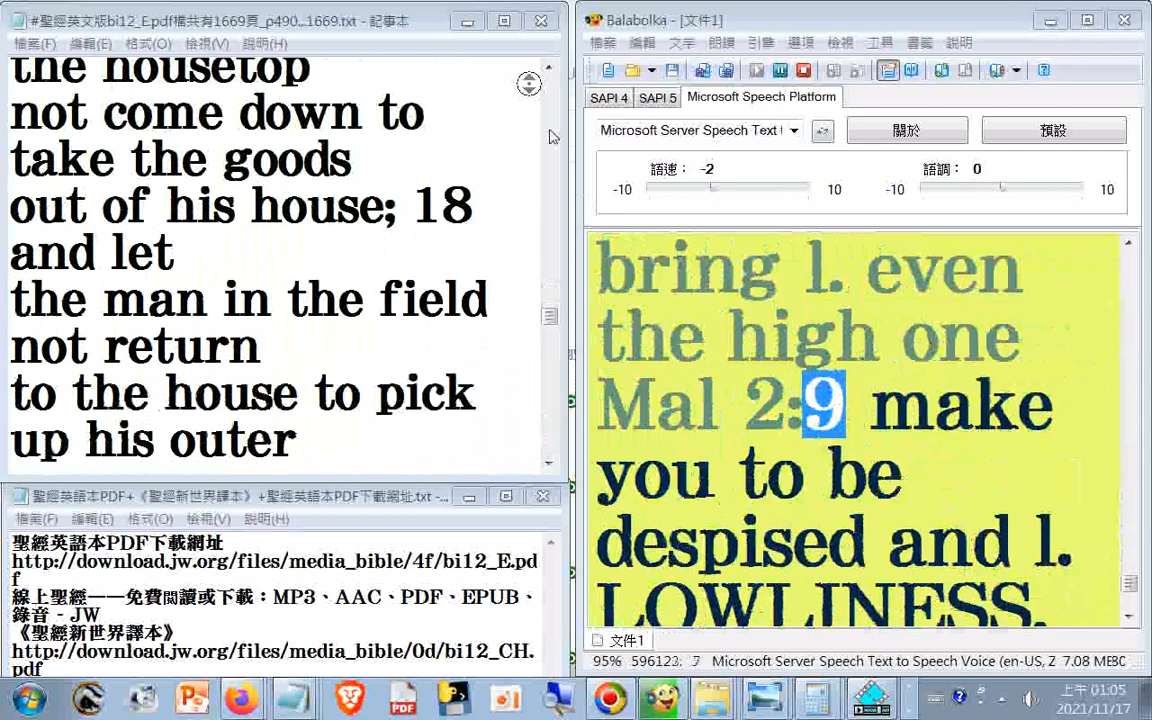 #聖經英文版bi12_E.pdf檔共有1669頁_p490...1669.txt - 記事本
檔案(F) 編輯(E) 格式(O) 檢視(V) 說明(H)
the housetop
not come down to
take the goods
out of his house; 18
and let
the man in the field
not return
to the house to pick
up his outer
聖經英語本PDF+《聖經新世界譯本》+聖經英語本PDF下載網址.txt - ...
檔案(F) 編輯(E) 格式(O) 檢視(V) 說明(H)
聖經英語本PDF下載網址
http://download.jw.org/files/media_bible/4f/bi12_E.pd
f
線上聖經——免費閱讀或下載：MP3、AAC、PDF、EPUB、
錄音 - JW
《聖經新世界譯本》
http://download.jw.org/files/media_bible/0d/bi12_CH.
pdf
Balabolka - [文件1]
檔案 編輯 文字 朗讀 引擎 選項 檢視 工具 書籤 說明
SAPI 4 SAPI 5 Microsoft Speech Platform
Microsoft Server Speech Text 關於 預設
語速： -2 語調： 0
-10 10 -10 10
bring l. even
the high one
Mal 2:9 make
you to be
despised and l.
LOWLINESS.
文件1
95% 596123: Microsoft Server Speech Text to Speech Voice (en-US, Z 7.08 MB
PDF
上午 01:05
2021/11/17